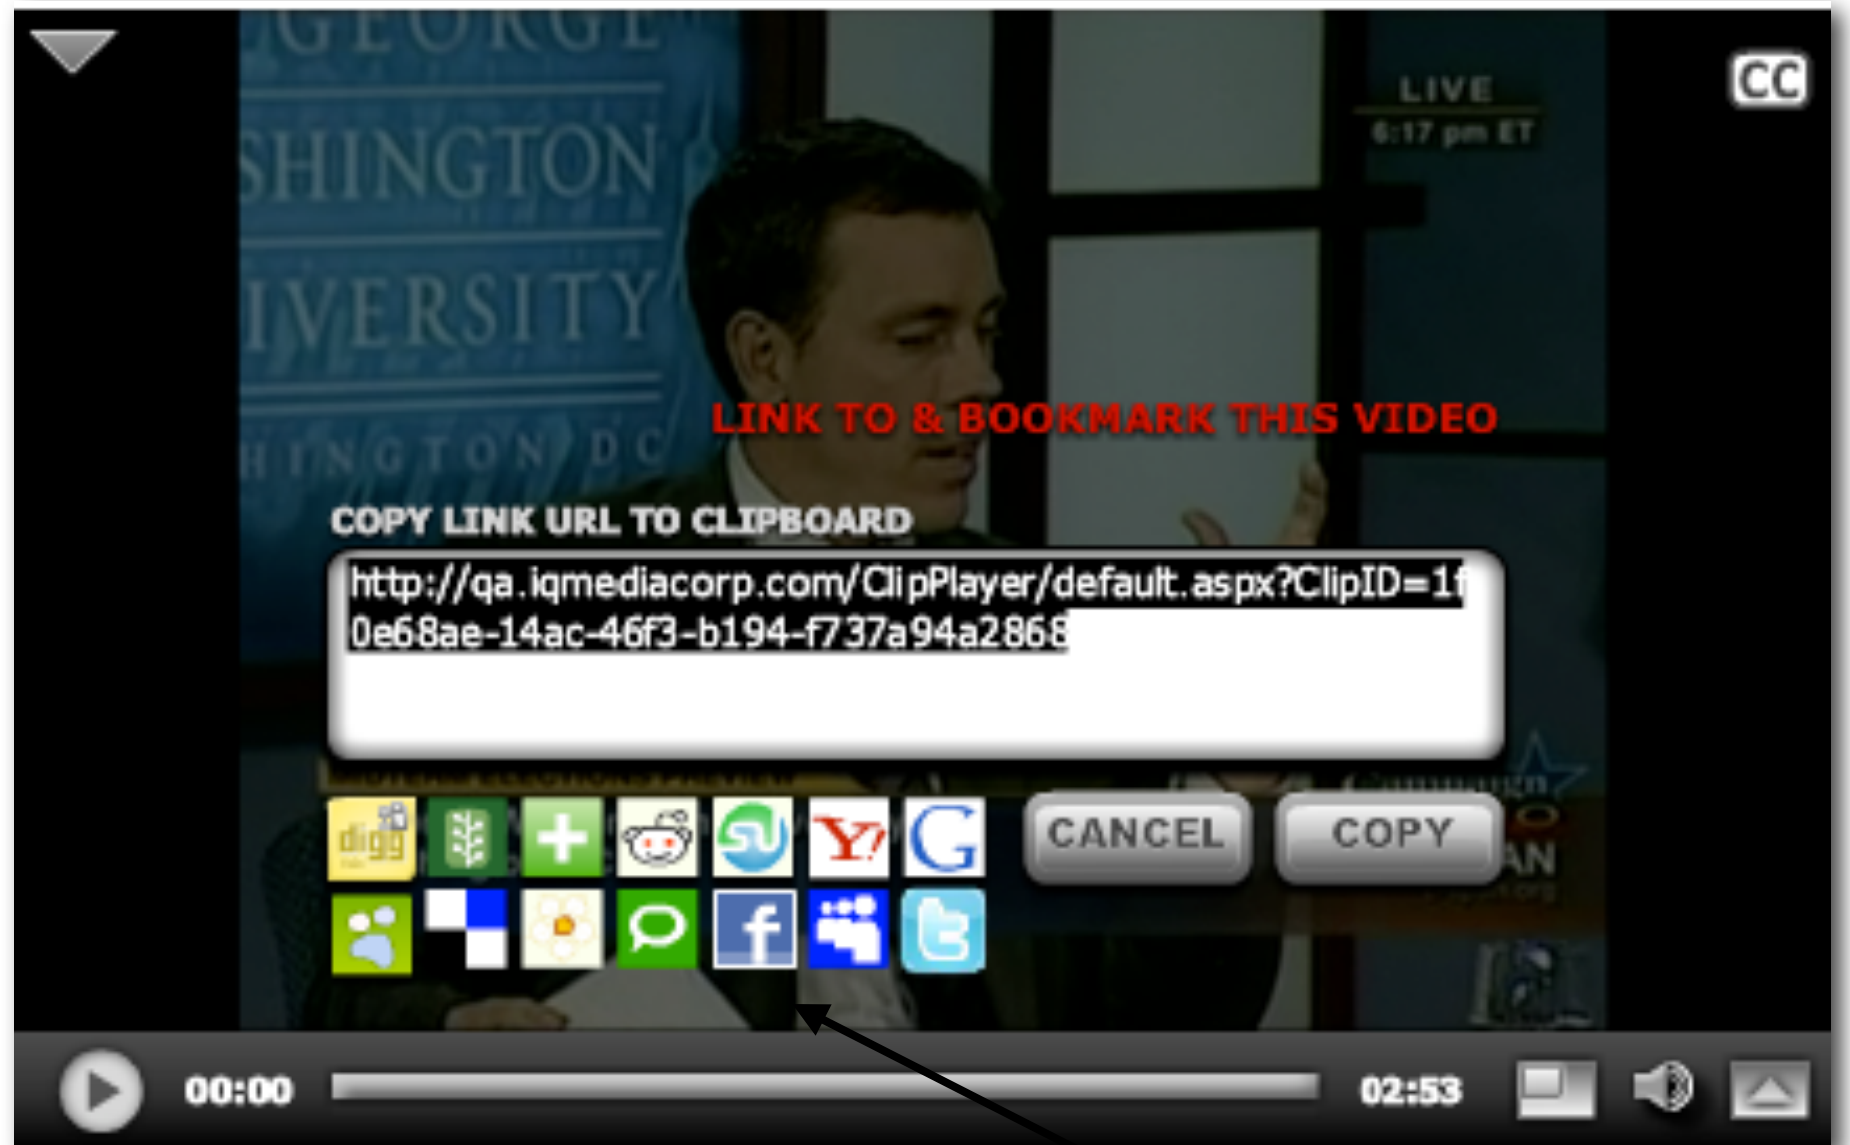 GEORGE
CC
LIVE
SHINGTON
6:17 pm ET
IVERSITY
LINK TO & BOOKMARK THIS VIDEO
HINGTON DC
COPY LINK URL TO CLIPBOARD
http://qa.iqmediacorp.com/ClipPlayer/default.aspx?ClipID=1f
0e68ae-14ac-46f3-b194-f737a94a2868
Campaign
digg
Y!
G
CANCEL
COPY
AN
f
t
00:00
02:53